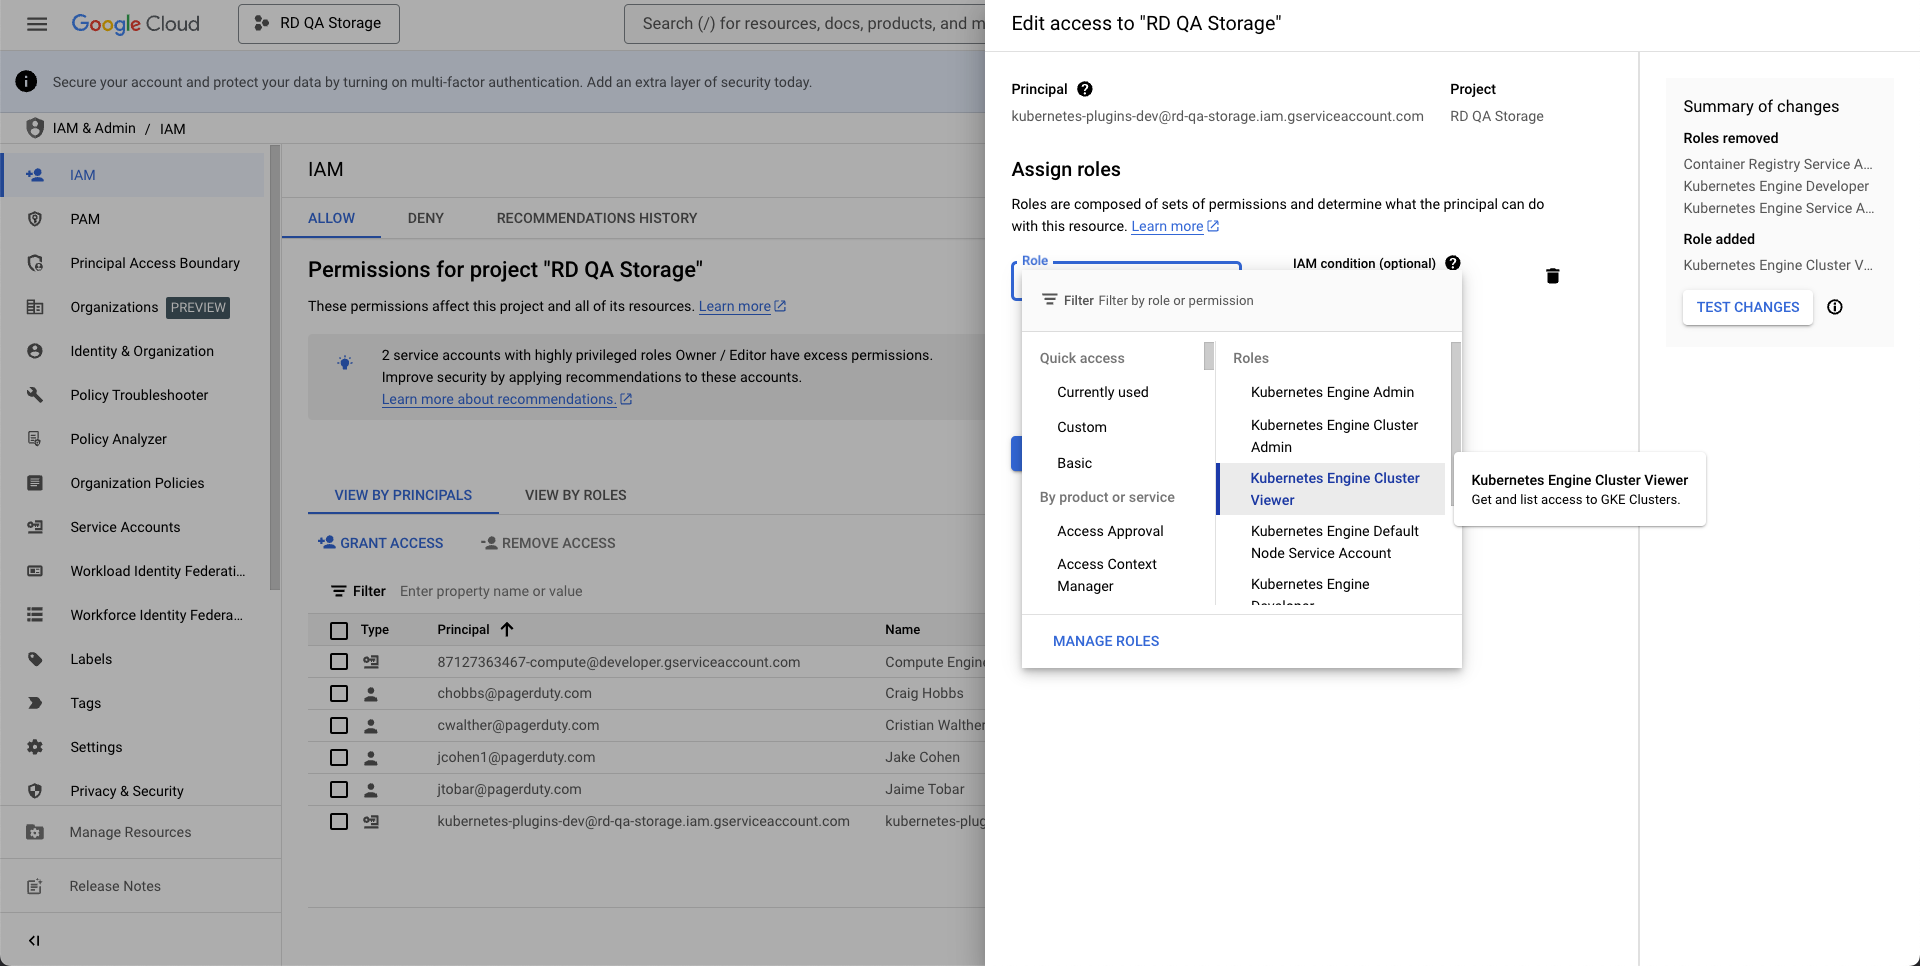 Google Cloud
RD QA Storage
Search (/) for resources, docs, products, and m
Secure your account and protect your data by turning on multi-factor authentication. Add an extra layer of security today.
IAM & Admin / IAM
IAM
PAM
Principal Access Boundary
Organizations PREVIEW
Identity & Organization
Policy Troubleshooter
Policy Analyzer
Organization Policies
Service Accounts
Workload Identity Federati...
Workforce Identity Federa...
Labels
Tags
Settings
Privacy & Security
Manage Resources
Release Notes
IAM
ALLOW DENY RECOMMENDATIONS HISTORY
Permissions for project "RD QA Storage"
These permissions affect this project and all of its resources. Learn more
2 service accounts with highly privileged roles Owner / Editor have excess permissions.
Improve security by applying recommendations to these accounts.
Learn more about recommendations.
VIEW BY PRINCIPALS VIEW BY ROLES
GRANT ACCESS REMOVE ACCESS
Filter Enter property name or value
Type Principal Name
87127363467-compute@developer.gserviceaccount.com Compute Engine
chobbs@pagerduty.com Craig Hobbs
cwalther@pagerduty.com Cristian Walther
jcohen1@pagerduty.com Jake Cohen
jtobar@pagerduty.com Jaime Tobar
kubernetes-plugins-dev@rd-qa-storage.iam.gserviceaccount.com kubernetes-plug
Edit access to "RD QA Storage"
Principal
kubernetes-plugins-dev@rd-qa-storage.iam.gserviceaccount.com
Project
RD QA Storage
Assign roles
Roles are composed of sets of permissions and determine what the principal can do
with this resource. Learn more
Role
IAM condition (optional)
Filter Filter by role or permission
Quick access
Currently used
Custom
Basic
By product or service
Access Approval
Access Context
Manager
Roles
Kubernetes Engine Admin
Kubernetes Engine Cluster
Admin
Kubernetes Engine Cluster
Viewer
Kubernetes Engine Default
Node Service Account
Kubernetes Engine
Developer
MANAGE ROLES
Kubernetes Engine Cluster Viewer
Get and list access to GKE Clusters.
Summary of changes
Roles removed
Container Registry Service A...
Kubernetes Engine Developer
Kubernetes Engine Service A...
Role added
Kubernetes Engine Cluster V...
TEST CHANGES